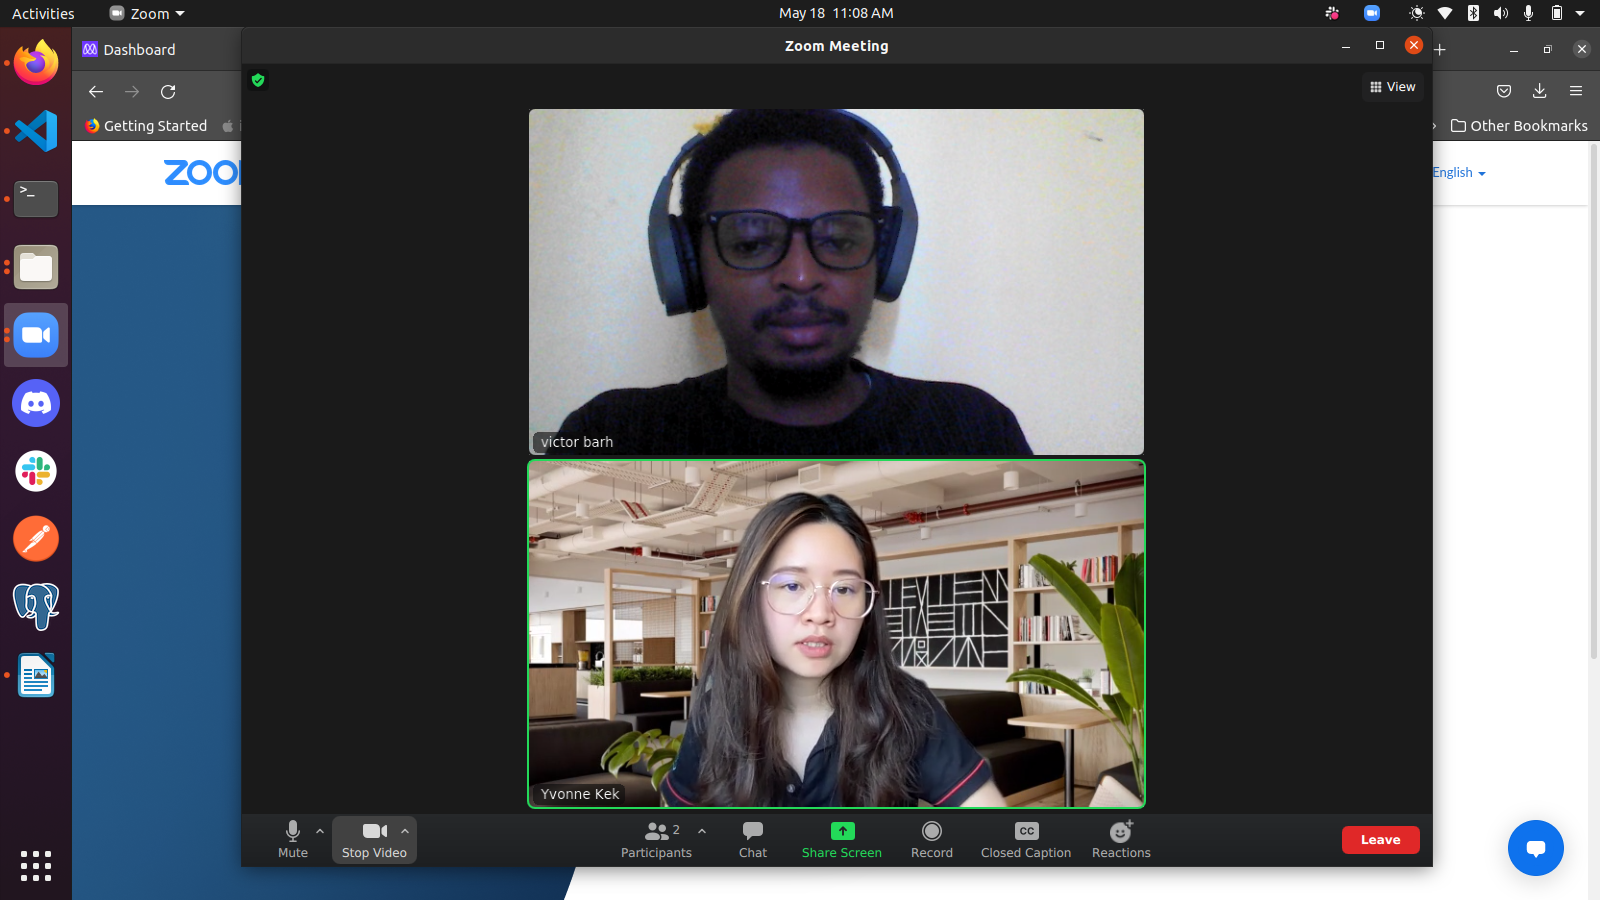 Activities
Zoom
May 18 11:08 AM
Dashboard
Zoom Meeting
View
Getting Started
Other Bookmarks
English
victor barh
Yvonne Kek
2
Mute
Stop Video
Participants
Chat
Share Screen
Record
CC
Closed Caption
Reactions
Leave